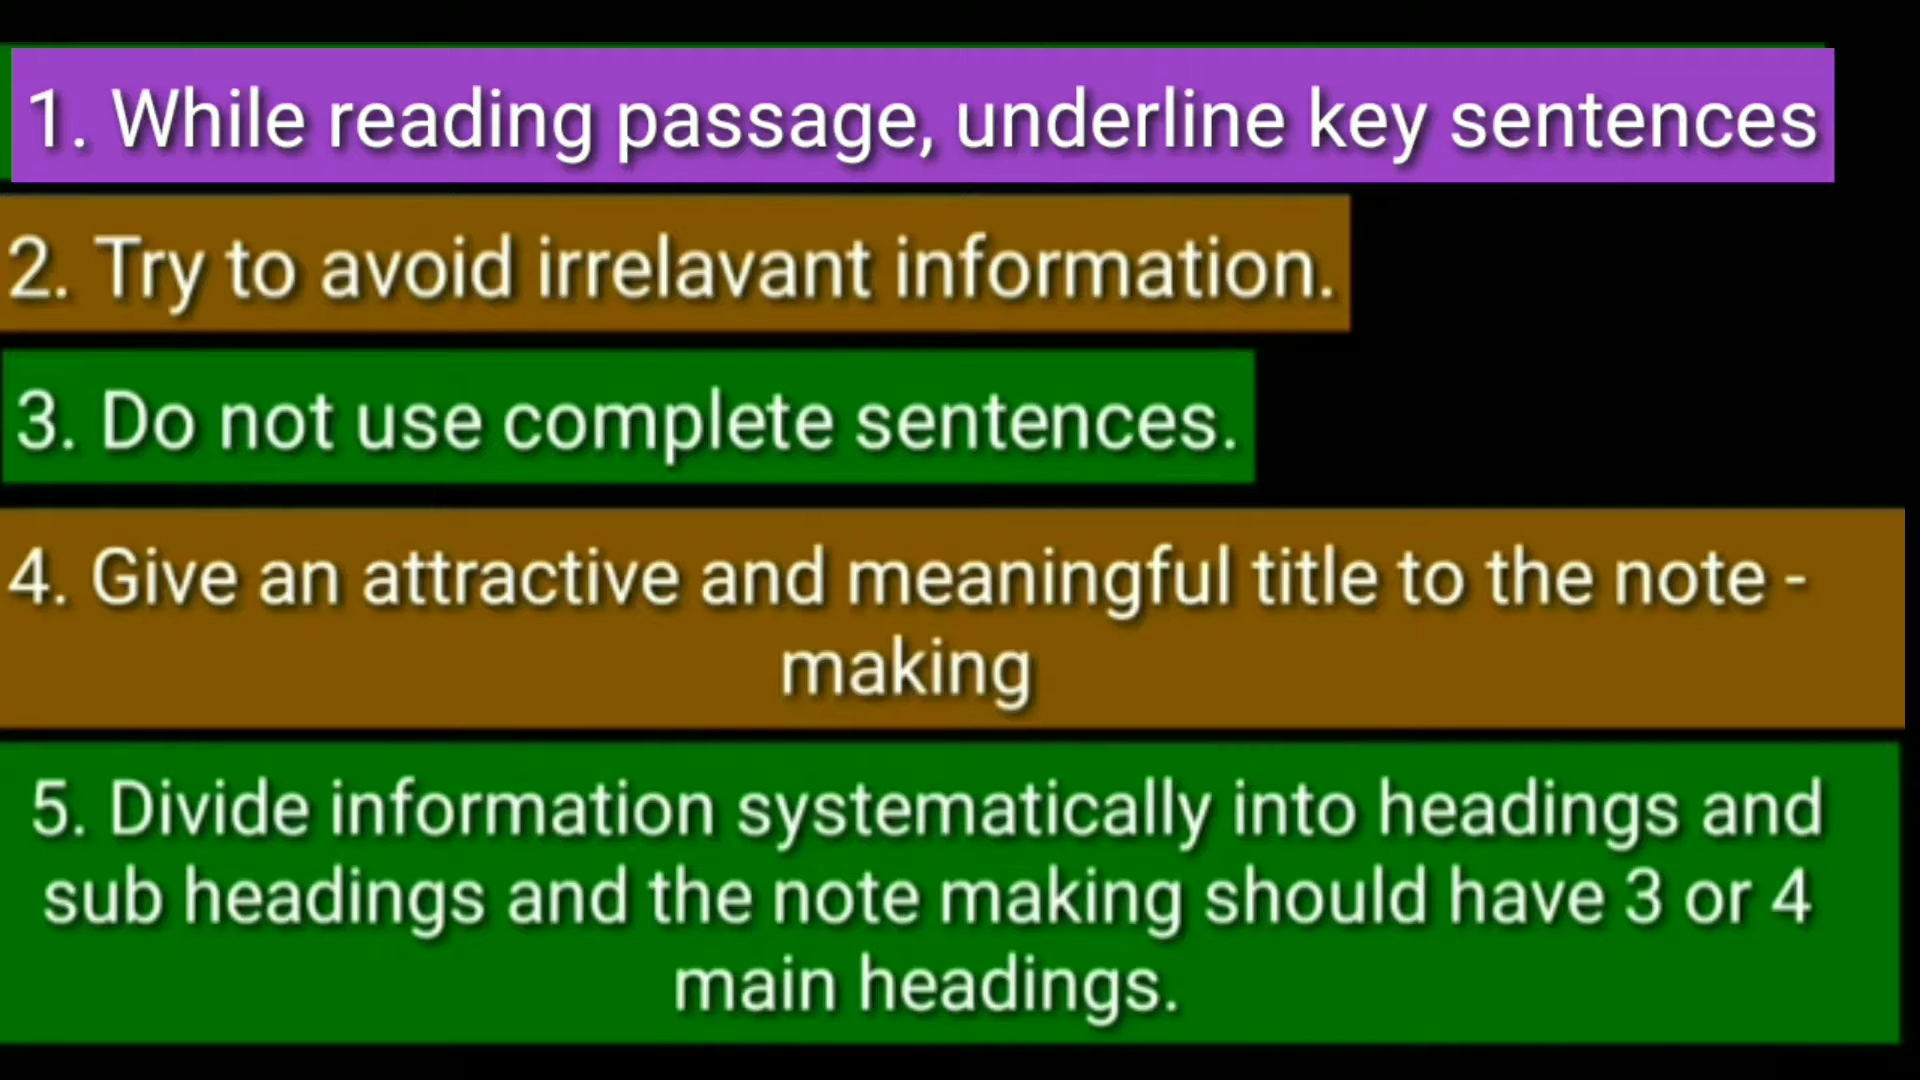 1. While reading passage, underline key sentences
2. Try to avoid irrelavant information.
3. Do not use complete sentences.
4. Give an attractive and meaningful title to the note -
making
5. Divide information systematically into headings and
sub headings and the note making should have 3 or 4
main headings.